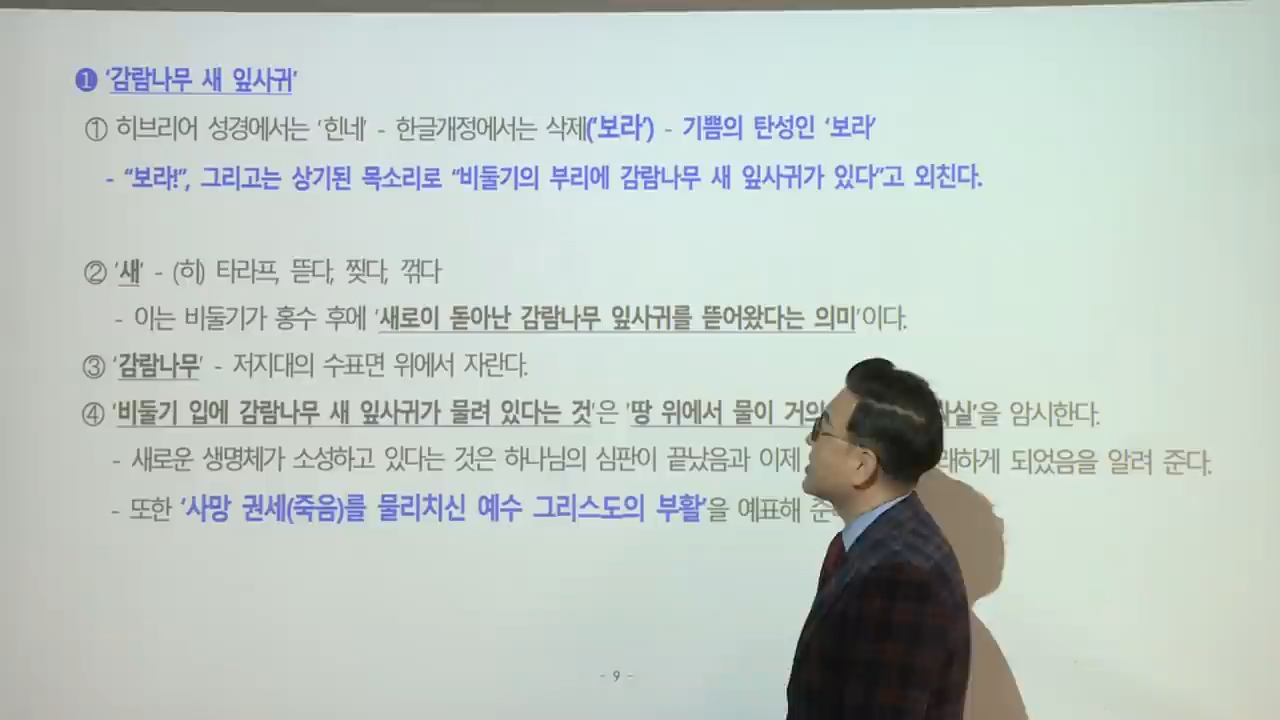 ❶ '감람나무 새 잎사귀'
① 히브리어 성경에서는 '힌네' - 한글개정에서는 삭제('보라') - 기쁨의 탄성인 '보라'
- "보라!", 그리고는 상기된 목소리로 "비둘기의 부리에 감람나무 새 잎사귀가 있다"고 외친다.
② '새' - (히) 타라프, 뜯다, 찢다, 꺾다
- 이는 비둘기가 홍수 후에 '새로이 돋아난 감람나무 잎사귀를 뜯어왔다는 의미'이다.
③ '감람나무' - 저지대의 수표면 위에서 자란다.
④ '비둘기 입에 감람나무 새 잎사귀가 물려 있다는 것'은 '땅 위에서 물이 거의 사실'을 암시한다.
- 새로운 생명체가 소성하고 있다는 것은 하나님의 심판이 끝났음과 이제 되었음을 알려 준다.
- 또한 '사망 권세(죽음)를 물리치신 예수 그리스도의 부활'을 예표해 준
- 9 -